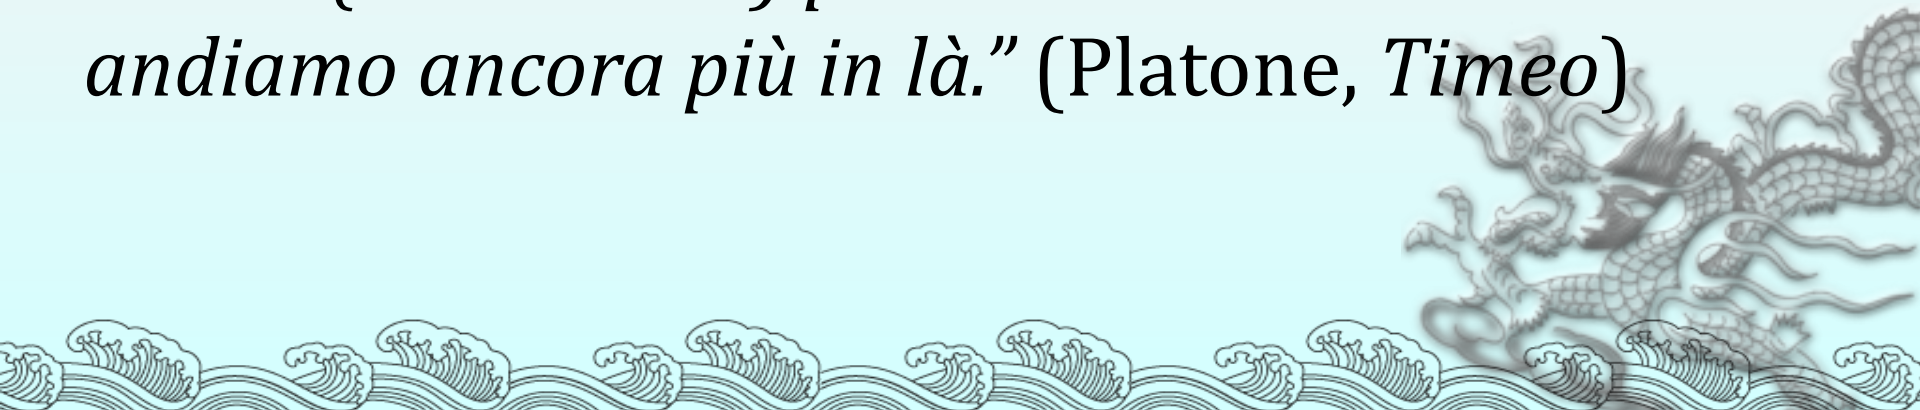 andiamo ancora più in là.” (Platone, Timeo)